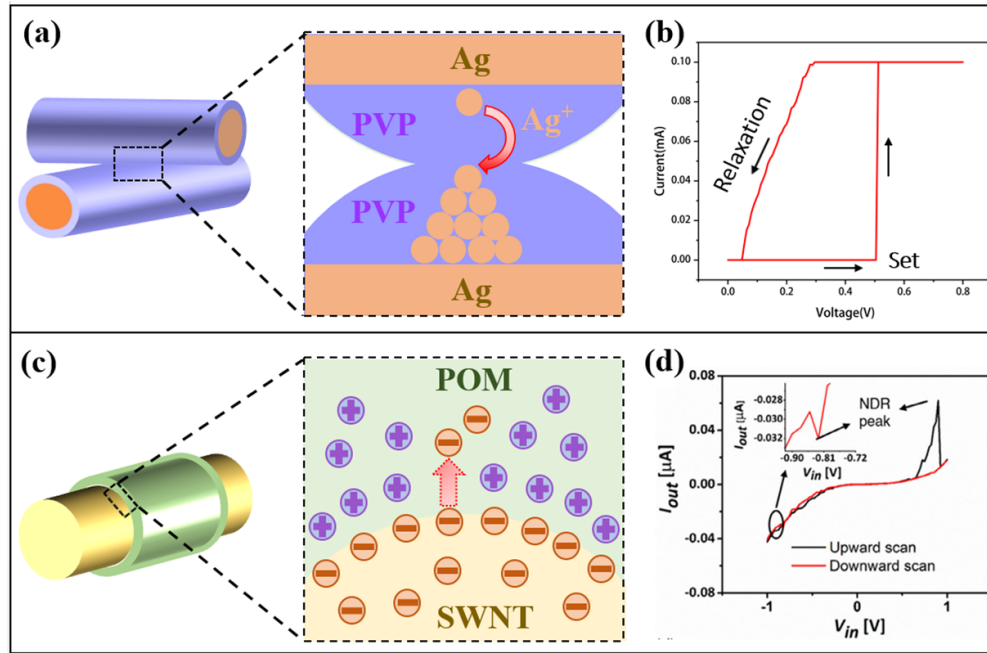 (a)
Ag
PVP
Ag+
PVP
Ag
(b)
0.10
0.08
0.06
0.04
0.02
0.00
Current(mA)
Relaxation
Set
0.0 0.2 0.4 0.6 0.8
Voltage(V)
(c)
POM
SWNT
(d)
0.08
0.04
0.00
-0.04
-0.08
Iout [μA]
-0.028
-0.030
-0.032
Iout [μA]
-0.90 -0.81 -0.72
Vin [V]
NDR
peak
Upward scan
Downward scan
-1 0 1
Vin [V]